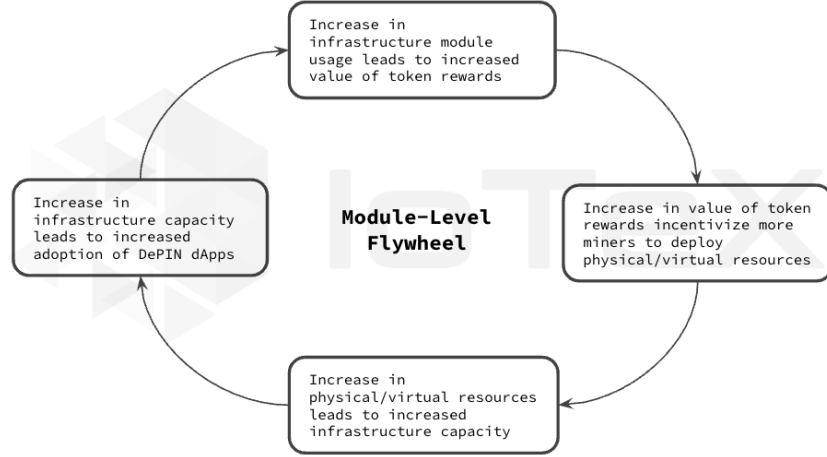 Increase in
infrastructure module
usage leads to increased
value of token rewards
Increase in value of token
rewards incentivize more
miners to deploy
physical/virtual resources
Increase in
physical/virtual resources
leads to increased
infrastructure capacity
Increase in
infrastructure capacity
leads to increased
adoption of DePIN dApps
Module-Level
Flywheel
IoTeX